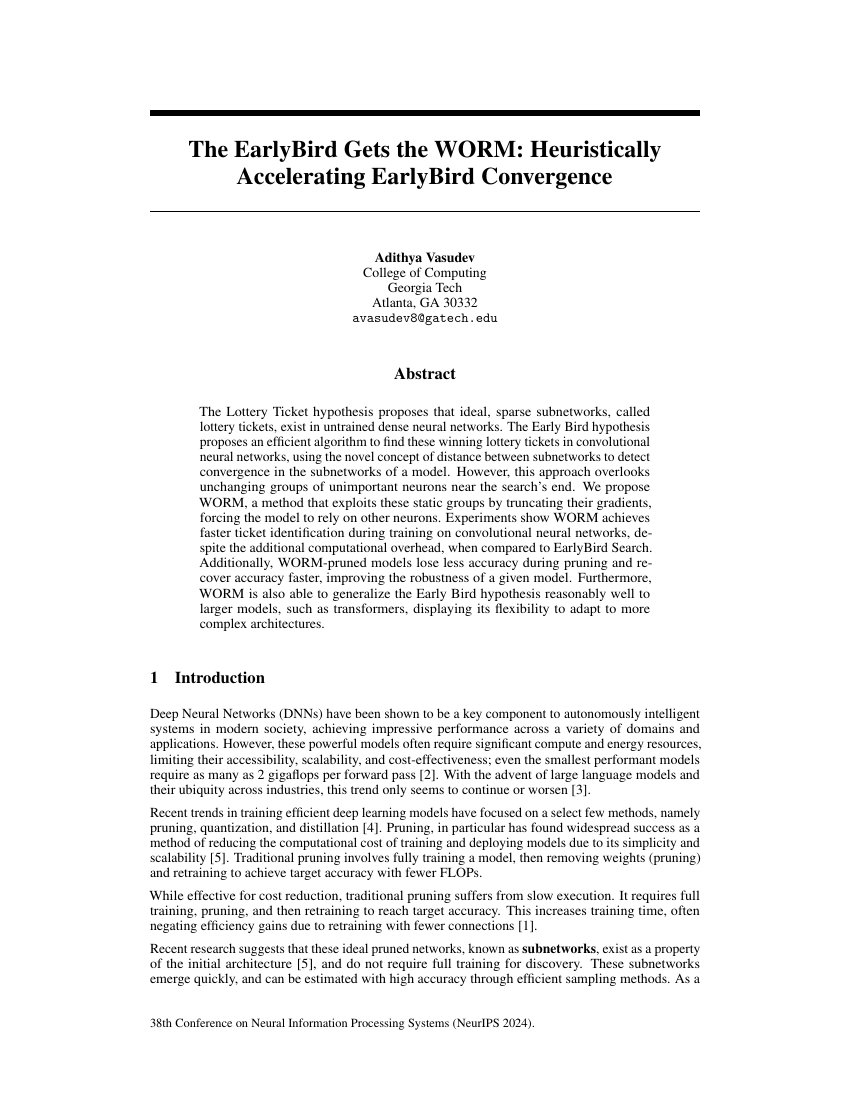 The EarlyBird Gets the WORM: Heuristically
Accelerating EarlyBird Convergence
Adithya Vasudev
College of Computing
Georgia Tech
Atlanta, GA 30332
avasudev8@gatech.edu
Abstract
The Lottery Ticket hypothesis proposes that ideal, sparse subnetworks, called
lottery tickets, exist in untrained dense neural networks. The Early Bird hypothesis
proposes an efficient algorithm to find these winning lottery tickets in convolutional
neural networks, using the novel concept of distance between subnetworks to detect
convergence in the subnetworks of a model. However, this approach overlooks
unchanging groups of unimportant neurons near the search's end. We propose
WORM, a method that exploits these static groups by truncating their gradients,
forcing the model to rely on other neurons. Experiments show WORM achieves
faster ticket identification during training on convolutional neural networks, de-
spite the additional computational overhead, when compared to EarlyBird Search.
Additionally, WORM-pruned models lose less accuracy during pruning and re-
cover accuracy faster, improving the robustness of a given model. Furthermore,
WORM is also able to generalize the Early Bird hypothesis reasonably well to
larger models, such as transformers, displaying its flexibility to adapt to more
complex architectures.
1 Introduction
Deep Neural Networks (DNNs) have been shown to be a key component to autonomously intelligent
systems in modern society, achieving impressive performance across a variety of domains and
applications. However, these powerful models often require significant compute and energy resources,
limiting their accessibility, scalability, and cost-effectiveness; even the smallest performant models
require as many as 2 gigaflops per forward pass [2]. With the advent of large language models and
their ubiquity across industries, this trend only seems to continue or worsen [3].
Recent trends in training efficient deep learning models have focused on a select few methods, namely
pruning, quantization, and distillation [4]. Pruning, in particular has found widespread success as a
method of reducing the computational cost of training and deploying models due to its simplicity and
scalability [5]. Traditional pruning involves fully training a model, then removing weights (pruning)
and retraining to achieve target accuracy with fewer FLOPs.
While effective for cost reduction, traditional pruning suffers from slow execution. It requires full
training, pruning, and then retraining to reach target accuracy. This increases training time, often
negating efficiency gains due to retraining with fewer connections [1].
Recent research suggests that these ideal pruned networks, known as subnetworks, exist as a property
of the initial architecture [5], and do not require full training for discovery. These subnetworks
emerge quickly, and can be estimated with high accuracy through efficient sampling methods. As a
38th Conference on Neural Information Processing Systems (NeurIPS 2024).